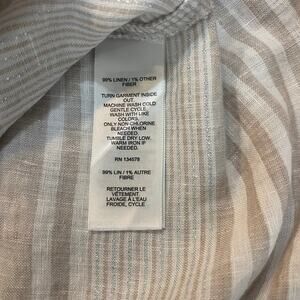 99% LINEN / 1% OTHER
FIBER
TURN GARMENT INSIDE
OUT.
MACHINE WASH COLD
GENTLE CYCLE.
WASH WITH LIKE
COLORS.
ONLY NON-CHLORINE
BLEACH WHEN
NEEDED.
TUMBLE DRY LOW.
WARM IRON IF
NEEDED.
RN 134578
99% LIN / 1% AUTRE
FIBRE
RETOURNER LE
VÊTEMENT.
LAVAGE À L'EAU
FROIDE, CYCLE